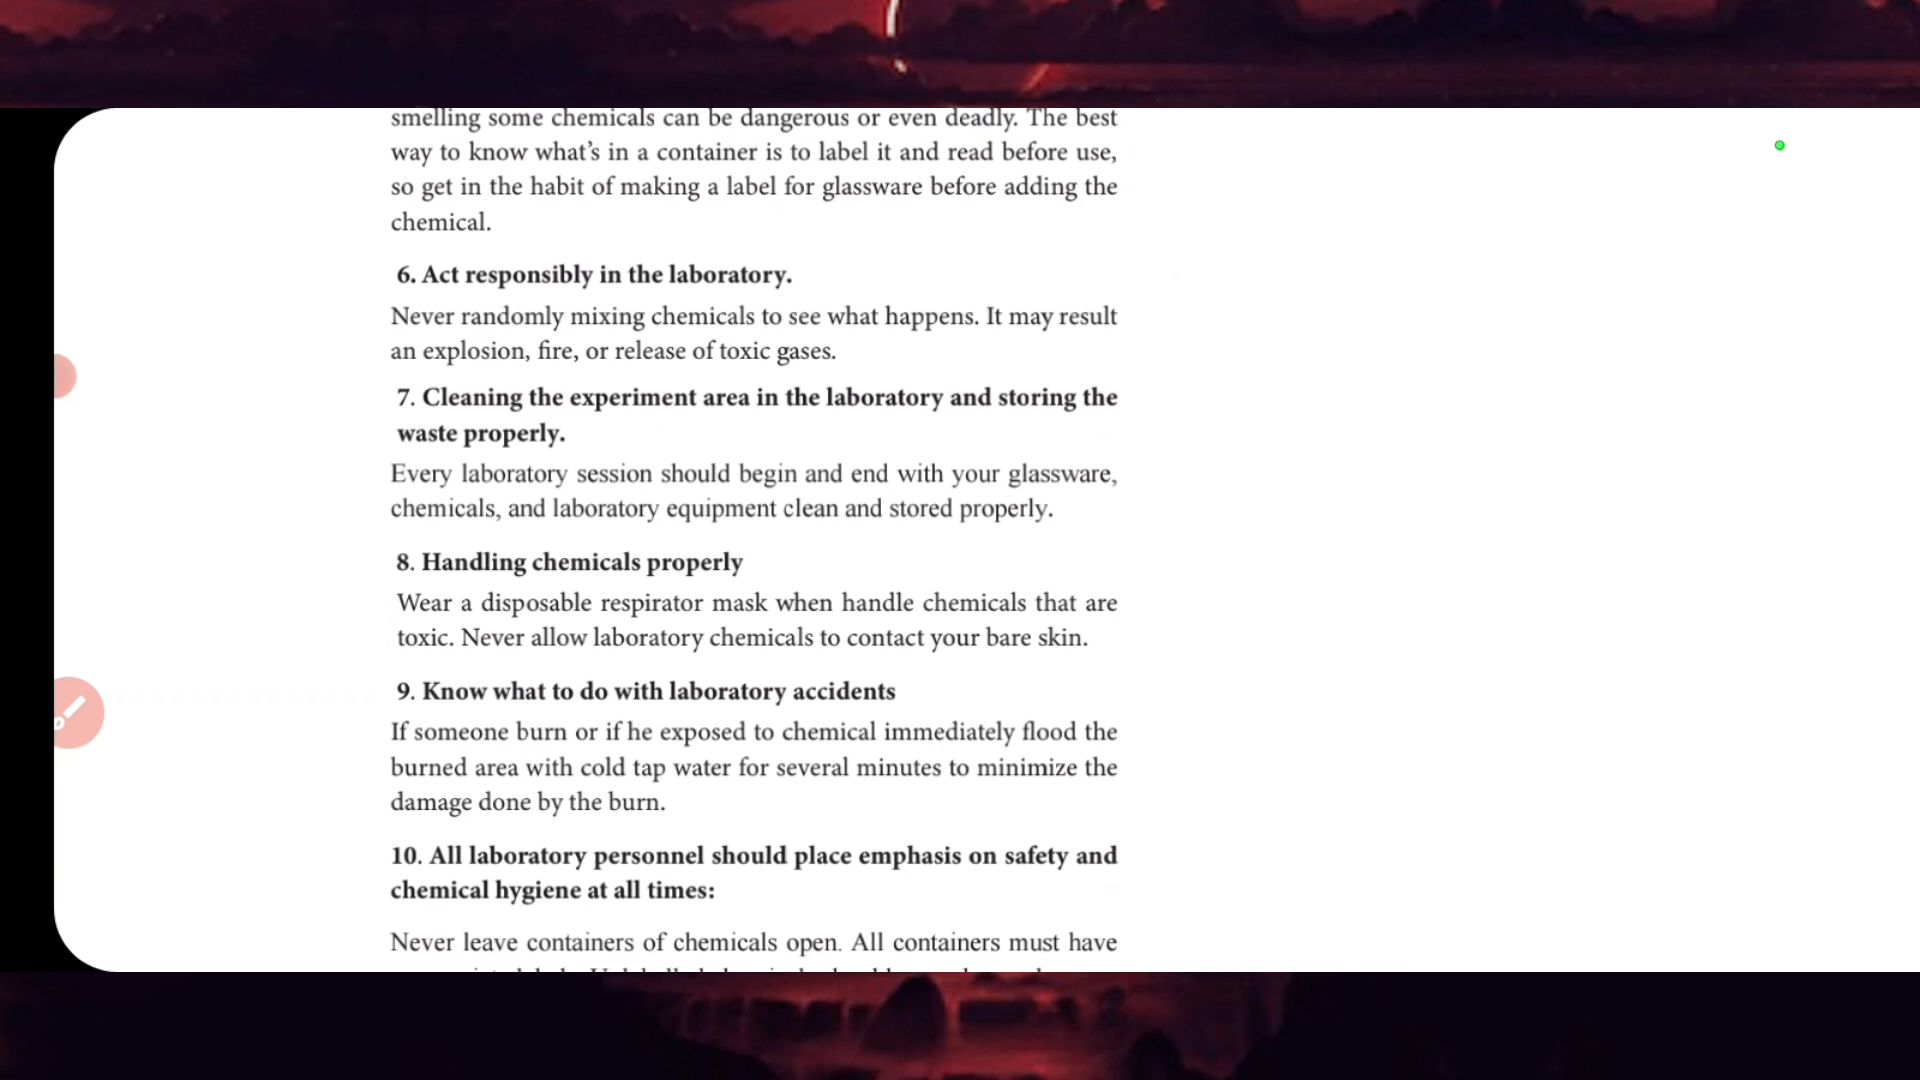 smelling some chemicals can be dangerous or even deadly. The best
way to know what’s in a container is to label it and read before use,
so get in the habit of making a label for glassware before adding the
chemical.
6. Act responsibly in the laboratory.
Never randomly mixing chemicals to see what happens. It may result
an explosion, fire, or release of toxic gases.
7. Cleaning the experiment area in the laboratory and storing the
waste properly.
Every laboratory session should begin and end with your glassware,
chemicals, and laboratory equipment clean and stored properly.
8. Handling chemicals properly
Wear a disposable respirator mask when handle chemicals that are
toxic. Never allow laboratory chemicals to contact your bare skin.
9. Know what to do with laboratory accidents
If someone burn or if he exposed to chemical immediately flood the
burned area with cold tap water for several minutes to minimize the
damage done by the burn.
10. All laboratory personnel should place emphasis on safety and
chemical hygiene at all times:
Never leave containers of chemicals open. All containers must have